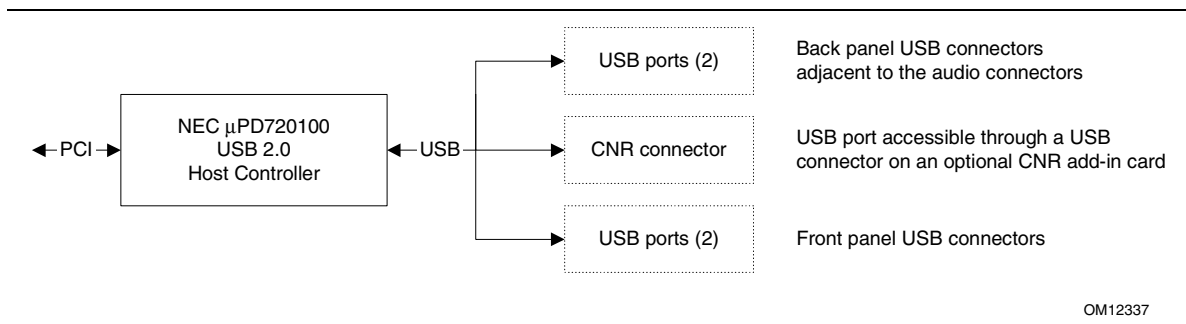 USB ports (2)
Back panel USB connectors
adjacent to the audio connectors
PCI
NEC μPD720100
USB 2.0
Host Controller
USB
CNR connector
USB port accessible through a USB
connector on an optional CNR add-in card
USB ports (2)
Front panel USB connectors
OM12337